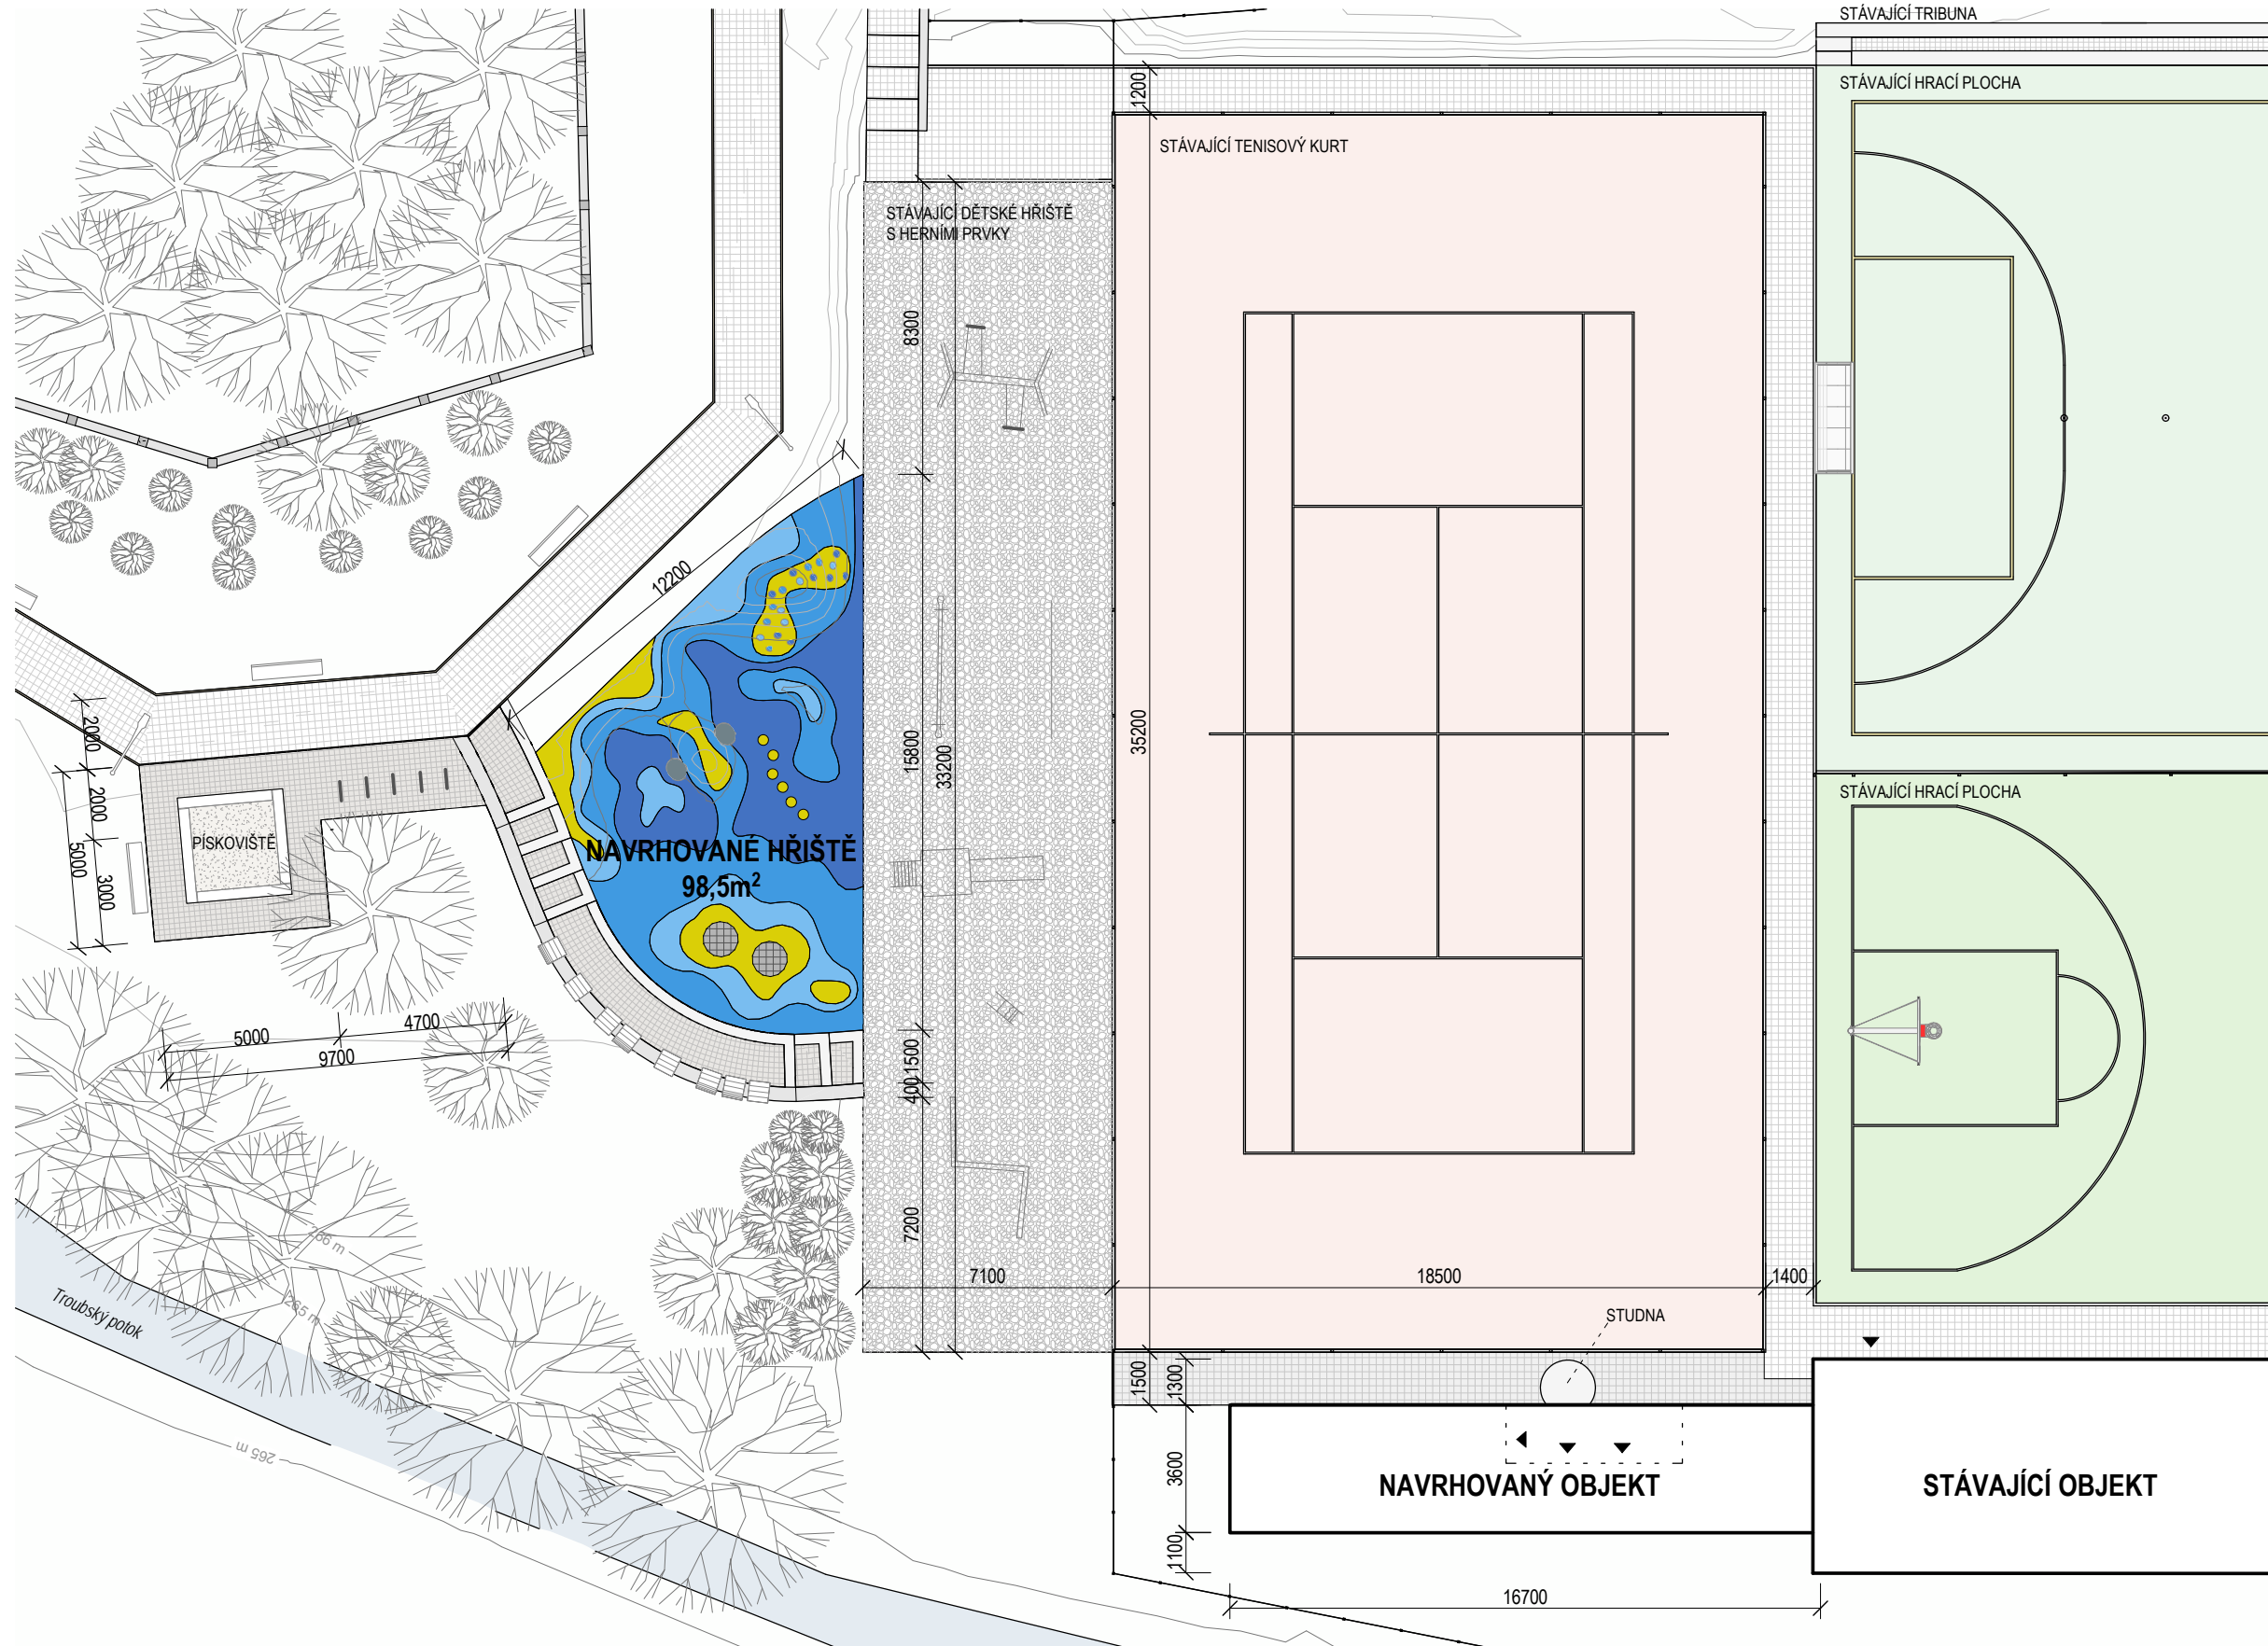 STÁVAJÍCÍ TRIBUNA
STÁVAJÍCÍ HRACÍ PLOCHA
1200
STÁVAJÍCÍ TENISOVÝ KURT
STÁVAJÍCÍ DĚTSKÉ HŘIŠTĚ
S HERNÍMI PRVKY
8300
12200
15800
33200
35200
STÁVAJÍCÍ HRACÍ PLOCHA
2000
2000
5000
3000
PÍSKOVIŠTĚ
NAVRHOVANÉ HŘIŠTĚ
98,5m²
5000
4700
9700
1500
400
7200
266 m
265 m
Troubský potok
265 m
7100
18500
1400
STUDNA
1500
1300
3600
1100
NAVRHOVANÝ OBJEKT
STÁVAJÍCÍ OBJEKT
16700